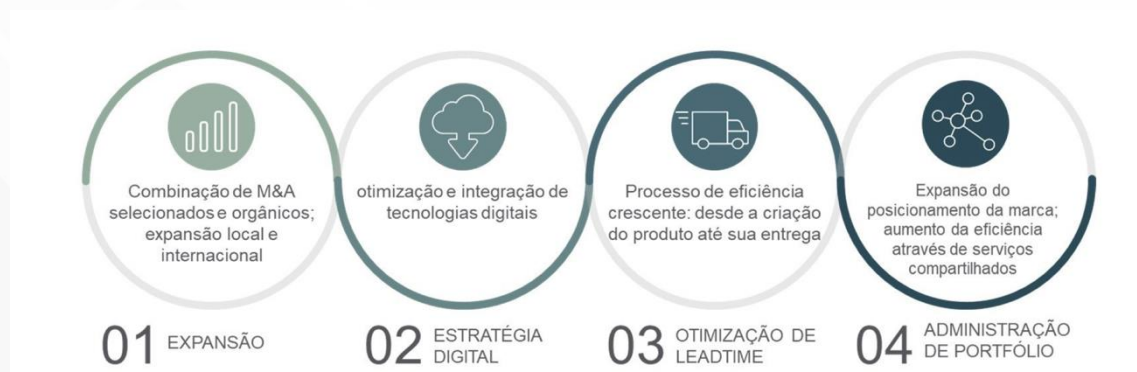 Combinação de M&A
selecionados e orgânicos;
expansão local e
internacional
01 EXPANSÃO
otimização e integração de
tecnologias digitais
02 ESTRATÉGIA
DIGITAL
Processo de eficiência
crescente: desde a criação
do produto até sua entrega
03 OTIMIZAÇÃO DE
LEADTIME
Expansão do
posicionamento da marca;
aumento da eficiência
através de serviços
compartilhados
04 ADMINISTRAÇÃO
DE PORTFÓLIO